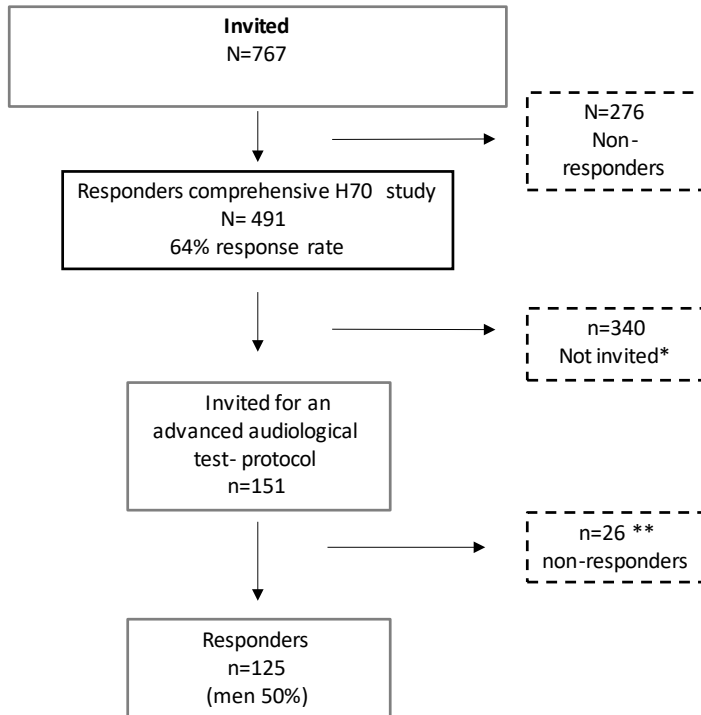 Invited
N=767
N=276
Non-
responders
Responders comprehensive H70 study
N= 491
64% response rate
n=340
Not invited*
Invited for an
advanced audiological
test- protocol
n=151
n=26 **
non-responders
Responders
n=125
(men 50%)